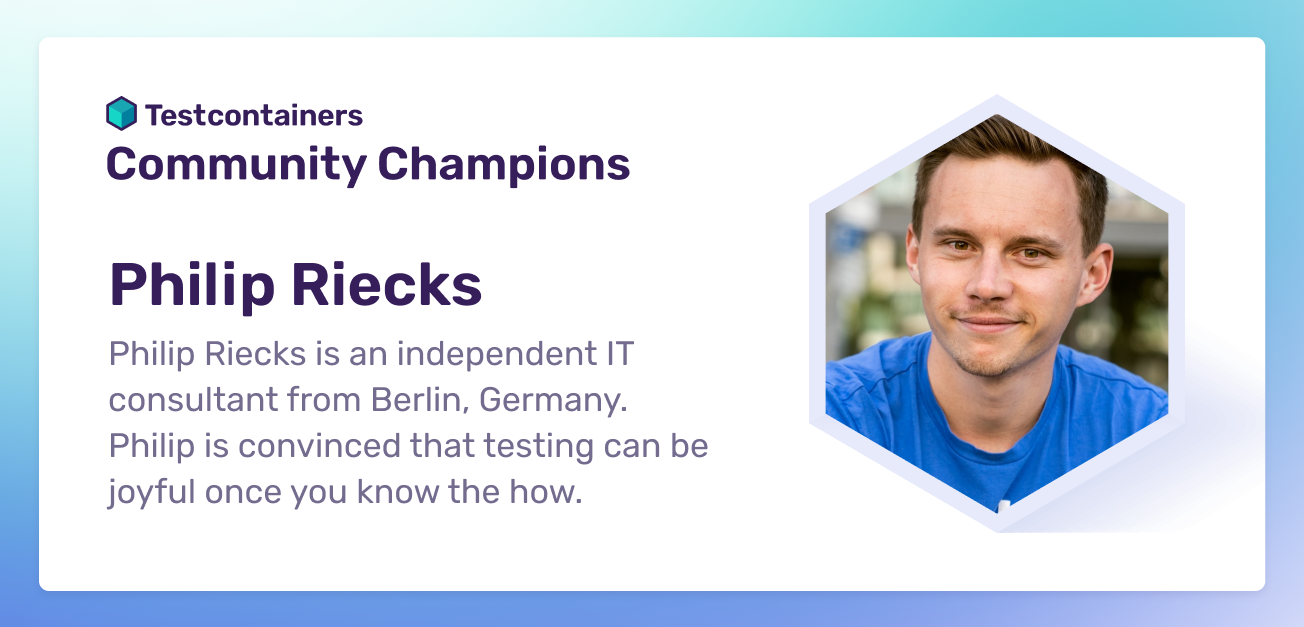 Testcontainers
Community Champions
Philip Riecks
Philip Riecks is an independent IT
consultant from Berlin, Germany.
Philip is convinced that testing can be
joyful once you know the how.